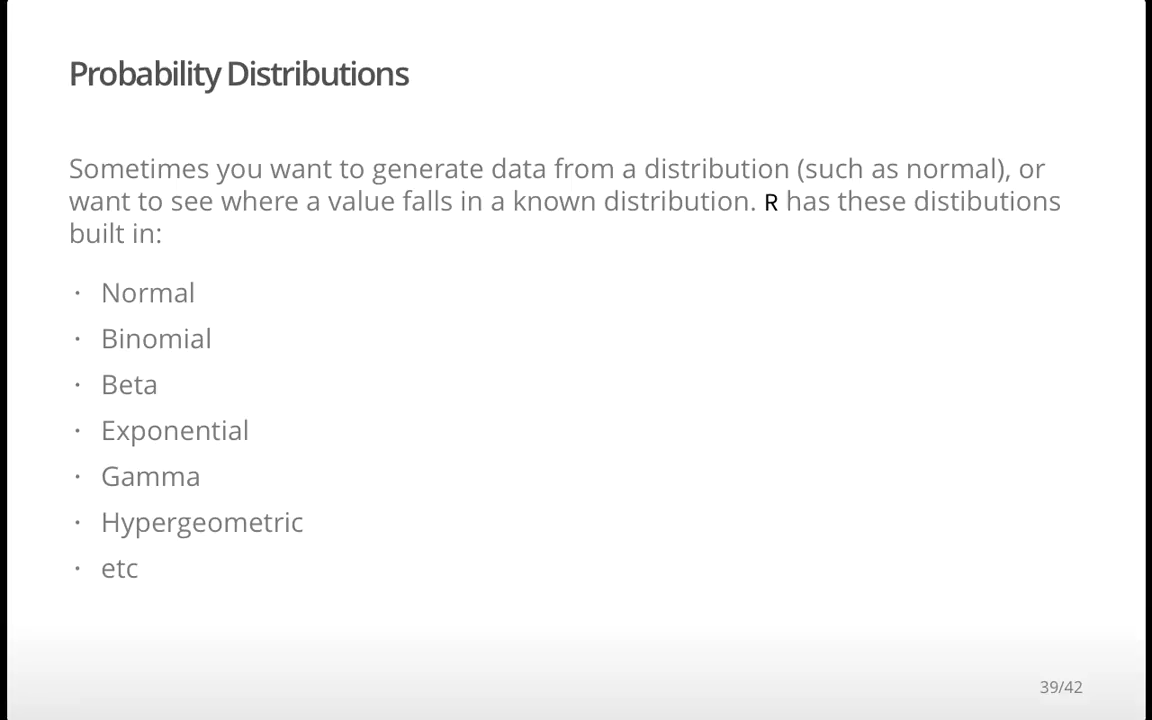 Probability Distributions
Sometimes you want to generate data from a distribution (such as normal), or
want to see where a value falls in a known distribution. R has these distibutions
built in:
· Normal
· Binomial
· Beta
· Exponential
· Gamma
· Hypergeometric
· etc
39/42